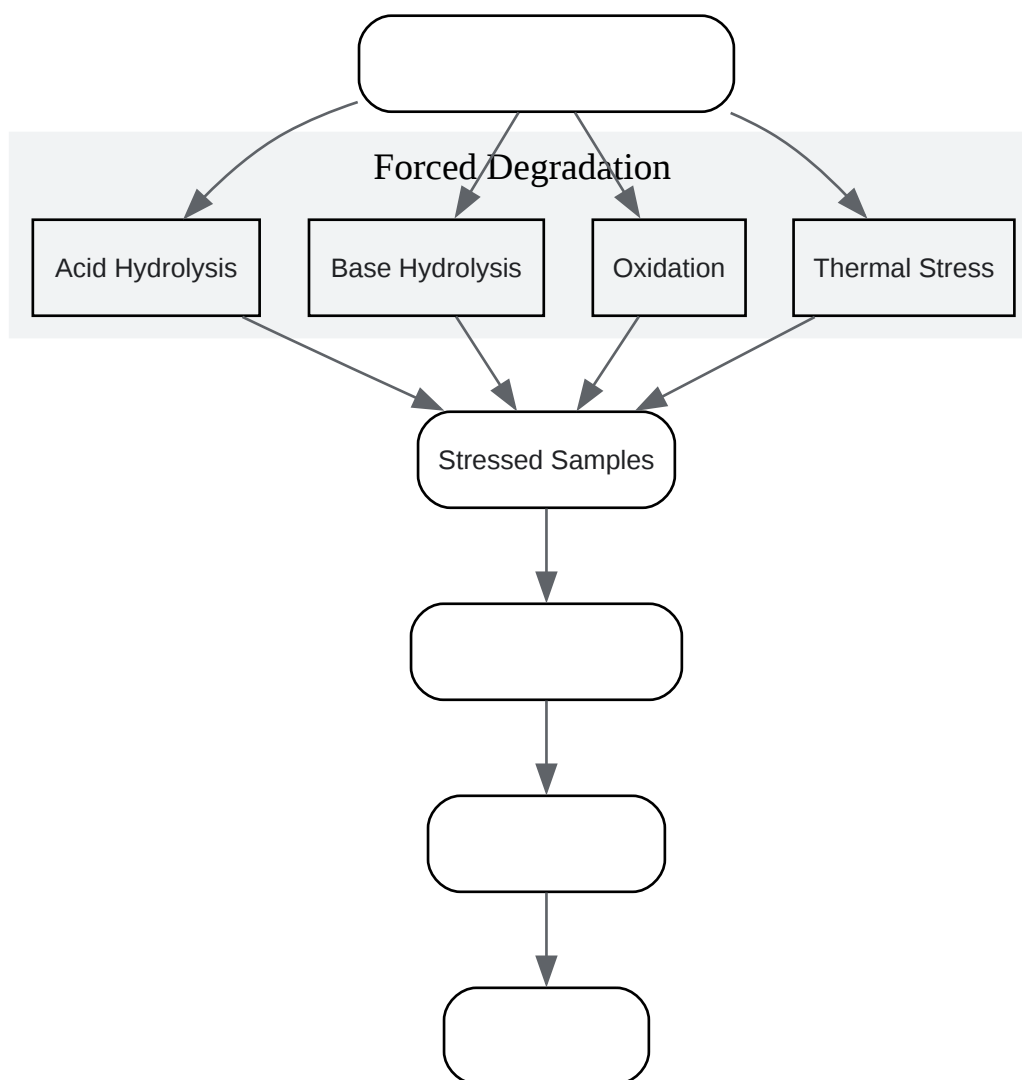 Forced Degradation
Acid Hydrolysis
Base Hydrolysis
Oxidation
Thermal Stress
Stressed Samples